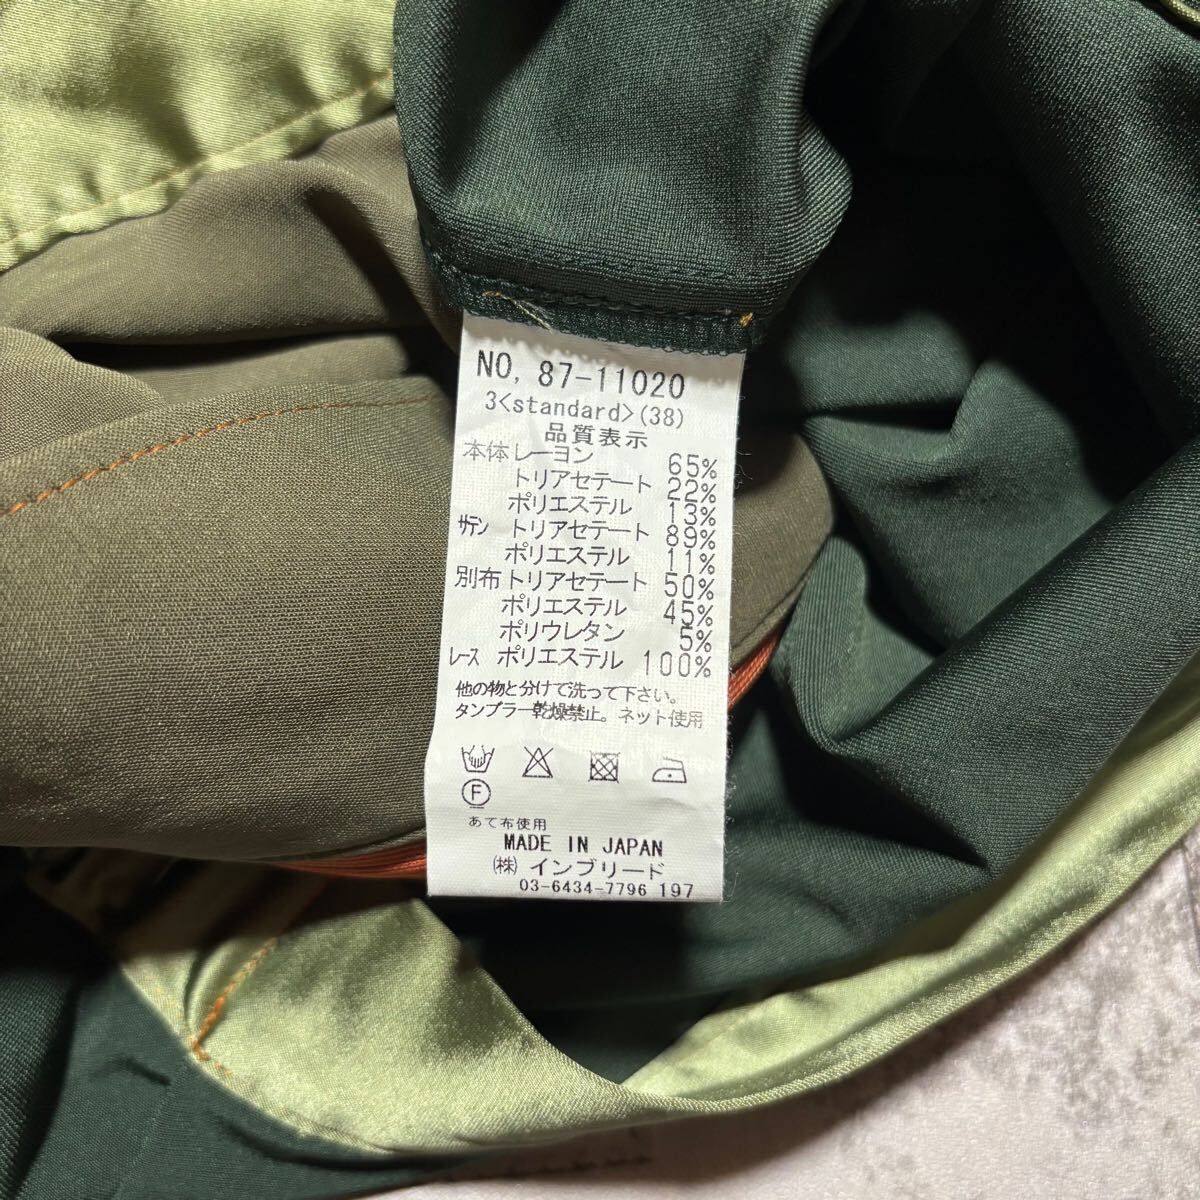 NO. 87-11020
3<standard>(38)
品質表示
本体 レーヨン 65%
トリアセテート 22%
ポリエステル 13%
サテン トリアセテート 89%
ポリエステル 11%
別布 トリアセテート 50%
ポリエステル 45%
ポリウレタン 5%
レース ポリエステル 100%
他の物と分けて洗って下さい。
タンブラー乾燥禁止。ネット使用
F
あて布使用
MADE IN JAPAN
㈱ インブリード
03-6434-7796 197